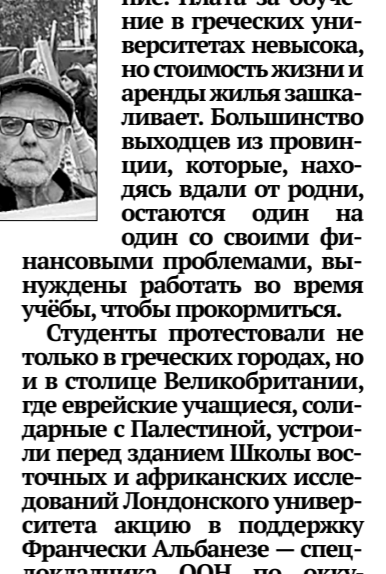 ние. Плата за обуче-
ние в греческих уни-
верситетах невысока,
но стоимость жизни и
аренды жилья зашка-
ливает. Большинство
выходцев из провин-
ции, которые, нахо-
дясь вдали от родни,
остаются один на
один со своими фи-
нансовыми проблемами, вы-
нуждены работать во время
учёбы, чтобы прокормиться.
Студенты протестовали не
только в греческих городах, но
и в столице Великобритании,
где еврейские учащиеся, соли-
дарные с Палестиной, устрои-
ли перед зданием Школы вос-
точных и африканских иссле-
дований Лондонского универ-
ситета акцию в поддержку
Франчески Альбанезе — спец-
докладчика ООН по окку-